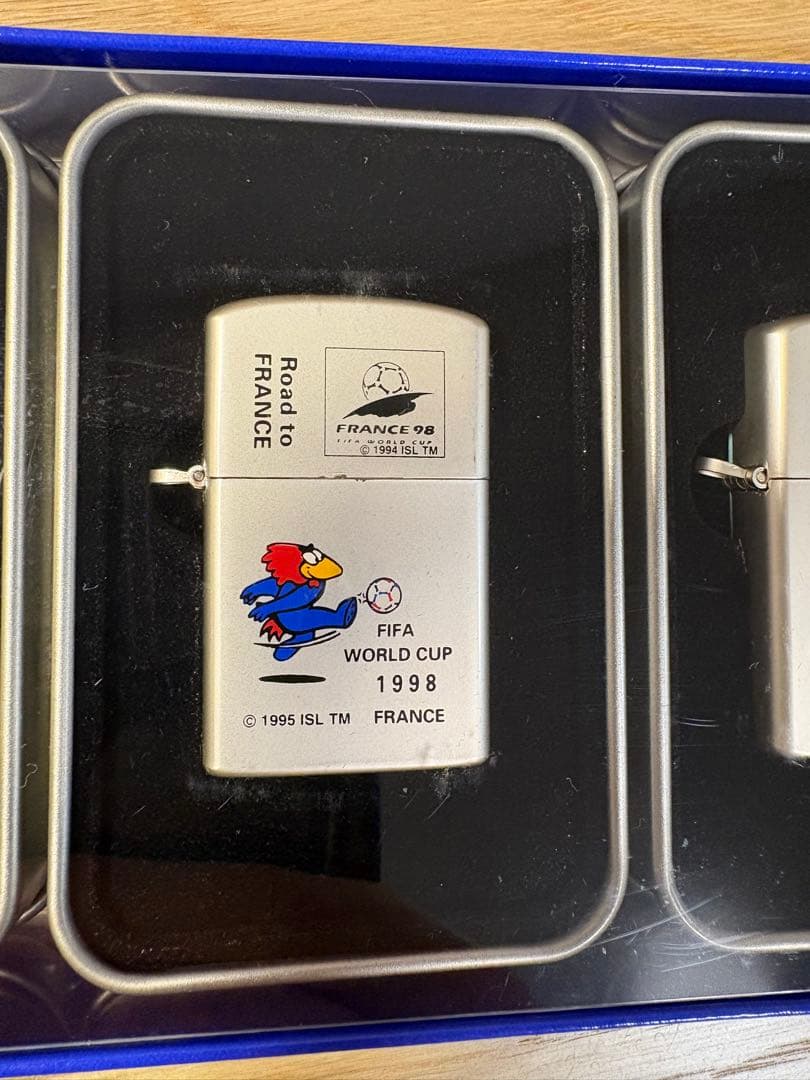 Road to
FRANCE
FRANCE 98
FIFA WORLD CUP
© 1994 ISL TM
FIFA
WORLD CUP
1998
© 1995 ISL TM FRANCE